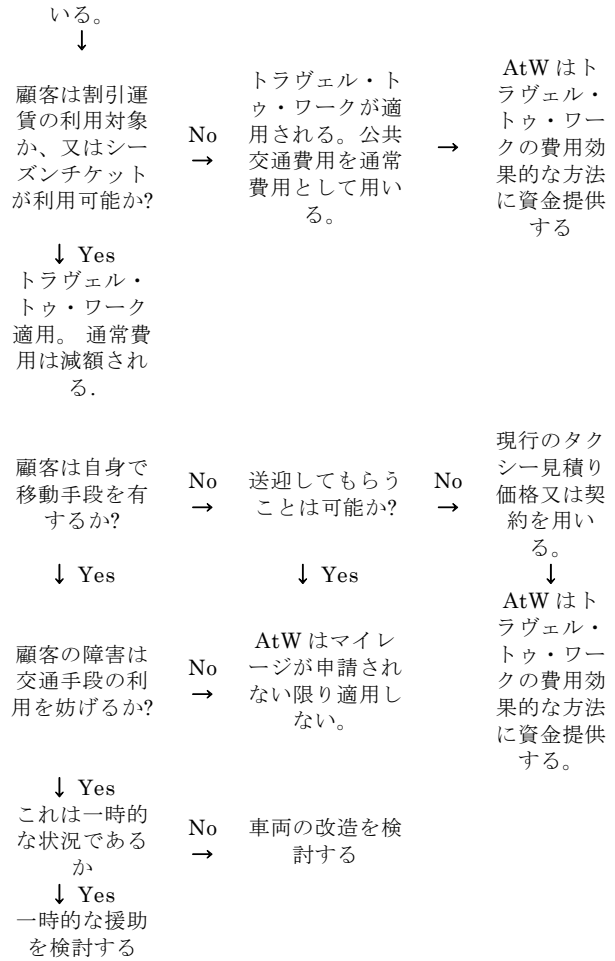 いる。
↓
顧客は割引運
賃の利用対象
か、又はシー
ズンチケット
が利用可能か?
No
→
トラヴェル・ト
ゥ・ワークが適
用される。公共
交通費用を通常
費用として用い
る。
→
AtW はト
ラヴェル・
トゥ・ワー
クの費用効
果的な方法
に資金提供
する
↓ Yes
トラヴェル・
トゥ・ワーク
適用。 通常費
用は減額され
る.
顧客は自身で
移動手段を有
するか?
No
→
送迎してもらう
ことは可能か?
No
→
現行のタク
シー見積り
価格又は契
約を用い
る。
↓ Yes
↓ Yes
↓
顧客の障害は
交通手段の利
用を妨げるか?
No
→
AtW はマイレ
ージが申請され
ない限り適用し
ない。
AtW はト
ラヴェル・
トゥ・ワー
クの費用効
果的な方法
に資金提供
する。
↓ Yes
これは一時的
な状況である
か
No
→
車両の改造を検
討する
↓ Yes
一時的な援助
を検討する